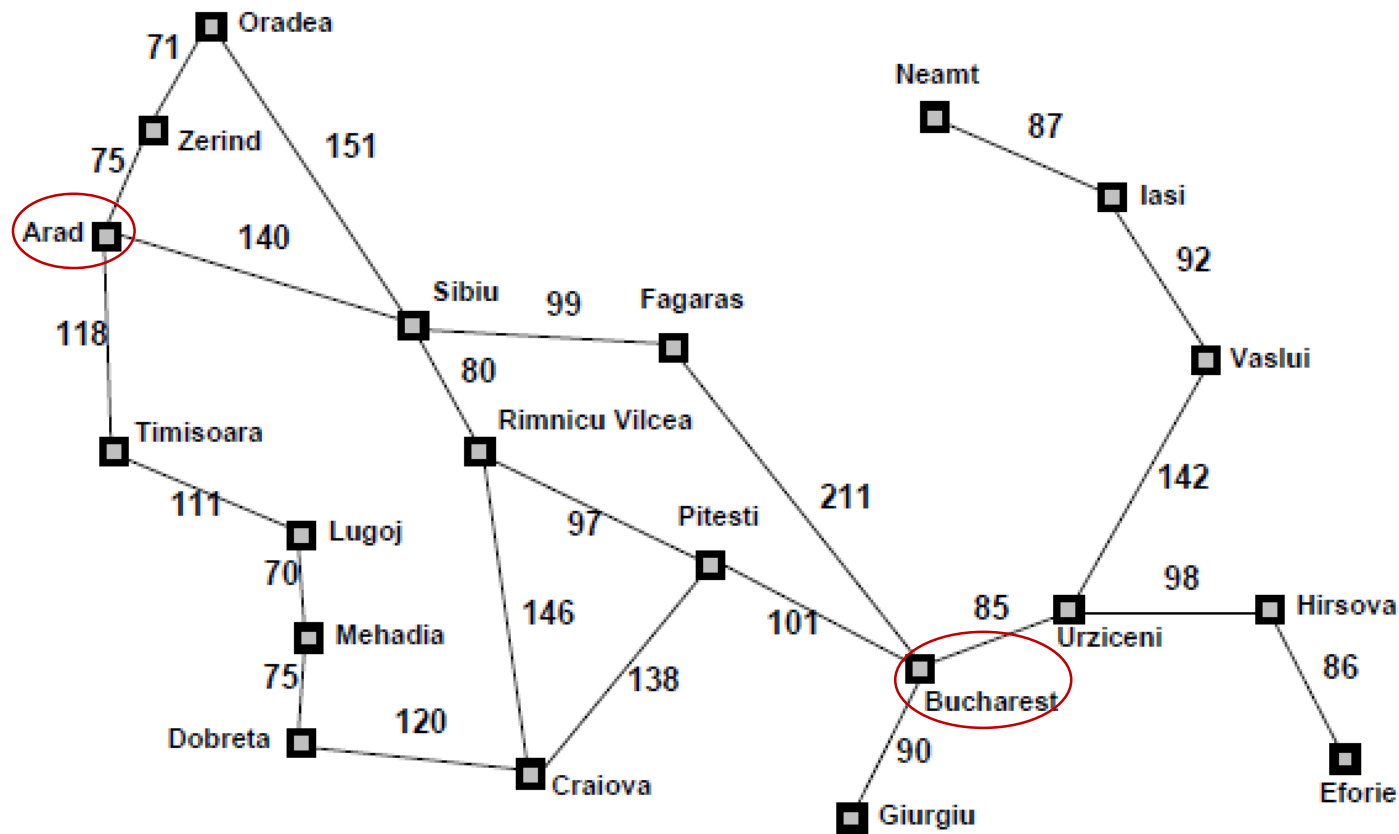 Oradea
71
Neamt
87
Zerind
151
75
Iasi
Arad
140
92
Sibiu
99
Fagaras
118
Vaslui
80
Rimnicu Vilcea
Timisoara
142
211
111
97
Pitesti
Lugoj
70
98
146
101
85
Hirsova
Mehadia
Urziceni
75
138
86
Bucharest
120
Dobreta
90
Craiova
Eforie
Giurgiu